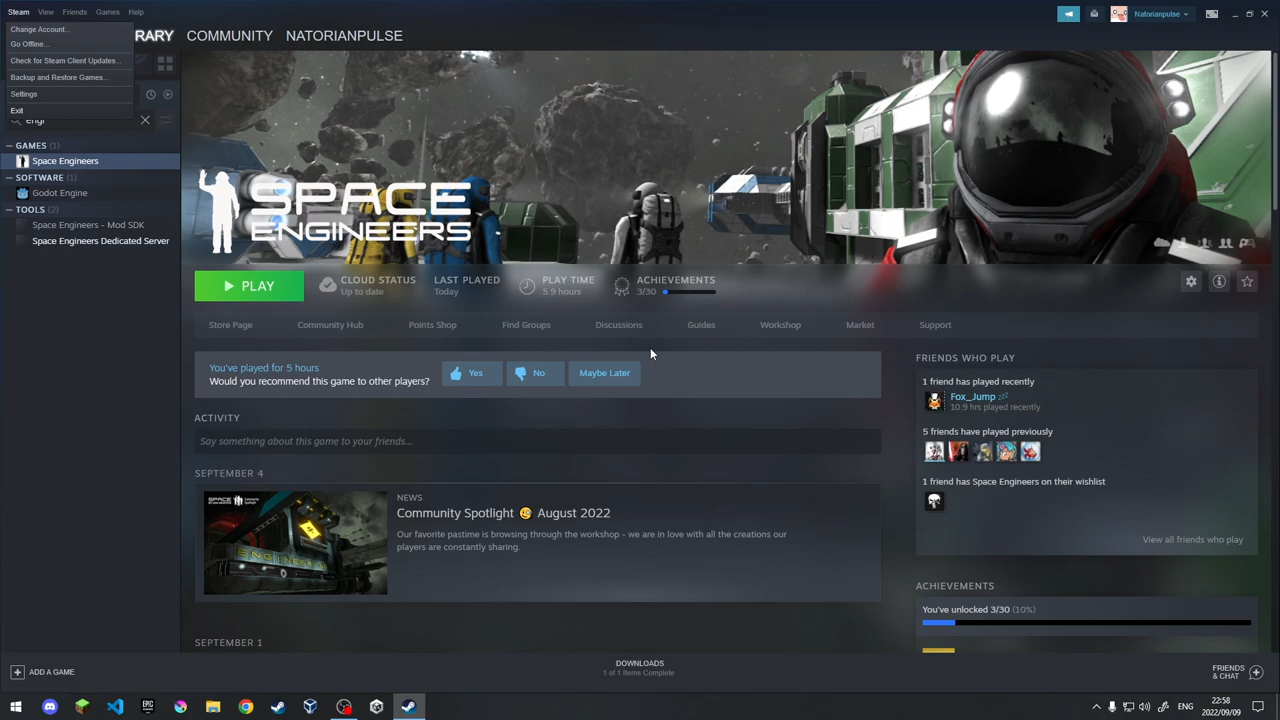 Steam View Friends Games Help
Natorianpulse
Change Account...
Go Offline...
Check for Steam Client Updates...
Backup and Restore Games...
Settings
Exit
RARY COMMUNITY NATORIANPULSE
engi
GAMES (1)
Space Engineers
SOFTWARE (1)
Godot Engine
TOOLS (2)
Space Engineers - Mod SDK
Space Engineers Dedicated Server
SPACE
ENGINEERS
PLAY
CLOUD STATUS
Up to date
LAST PLAYED
Today
PLAY TIME
5.9 hours
ACHIEVEMENTS
3/30
Store Page Community Hub Points Shop Find Groups Discussions Guides Workshop Market Support
You've played for 5 hours
Would you recommend this game to other players?
Yes No Maybe Later
ACTIVITY
Say something about this game to your friends...
SEPTEMBER 4
NEWS
Community Spotlight August 2022
Our favorite pastime is browsing through the workshop - we are in love with all the creations our
players are constantly sharing.
SEPTEMBER 1
FRIENDS WHO PLAY
1 friend has played recently
Fox_Jump
10.9 hrs played recently
5 friends have played previously
1 friend has Space Engineers on their wishlist
View all friends who play
ACHIEVEMENTS
You've unlocked 3/30 (10%)
ADD A GAME
DOWNLOADS
1 of 1 Items Complete
FRIENDS
& CHAT
EPIC
ENG
22:58
2022/09/09